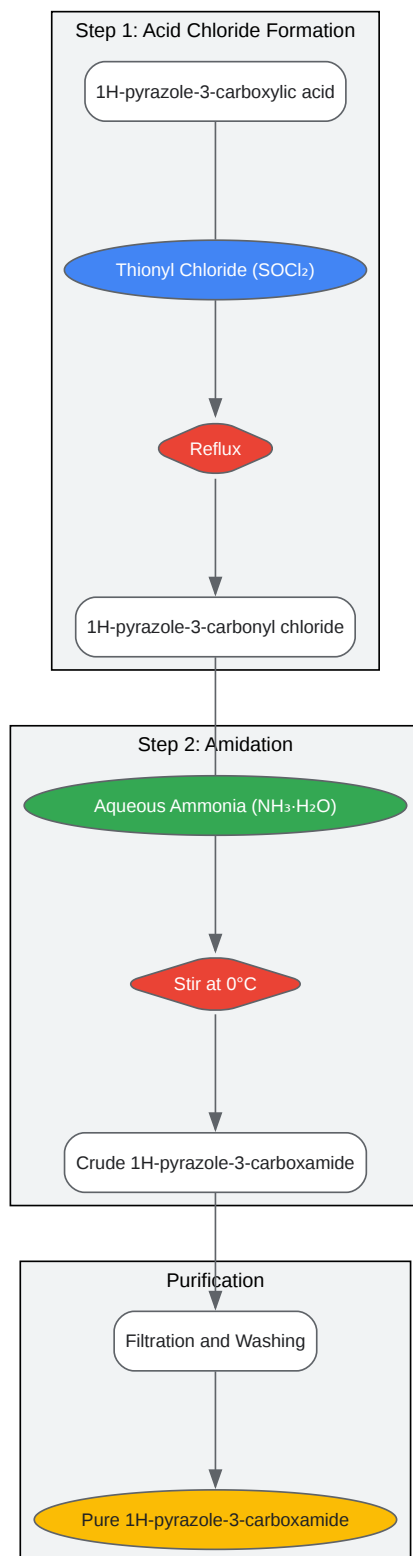 Step 1: Acid Chloride Formation
1H-pyrazole-3-carboxylic acid
Thionyl Chloride (SOCl₂)
Reflux
1H-pyrazole-3-carbonyl chloride
Step 2: Amidation
Aqueous Ammonia (NH₃·H₂O)
Stir at 0°C
Crude 1H-pyrazole-3-carboxamide
Purification
Filtration and Washing
Pure 1H-pyrazole-3-carboxamide